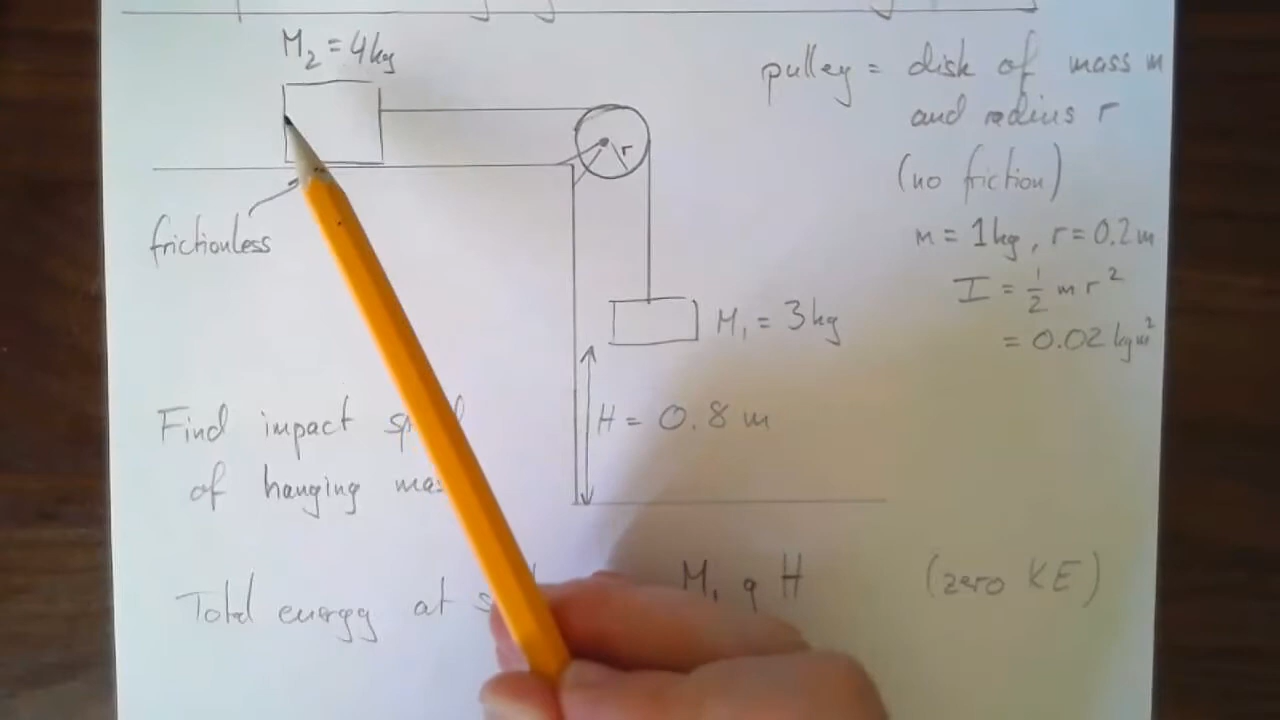 M₂ = 4kg
pulley = disk of mass m
and radius r
(no friction)
m = 1kg, r = 0.2m
I = ½ m r²
= 0.02 kgm²
r
frictionless
M₁ = 3kg
H = 0.8 m
Find impact
of hanging
Total energy at M₁ g H (zero KE)